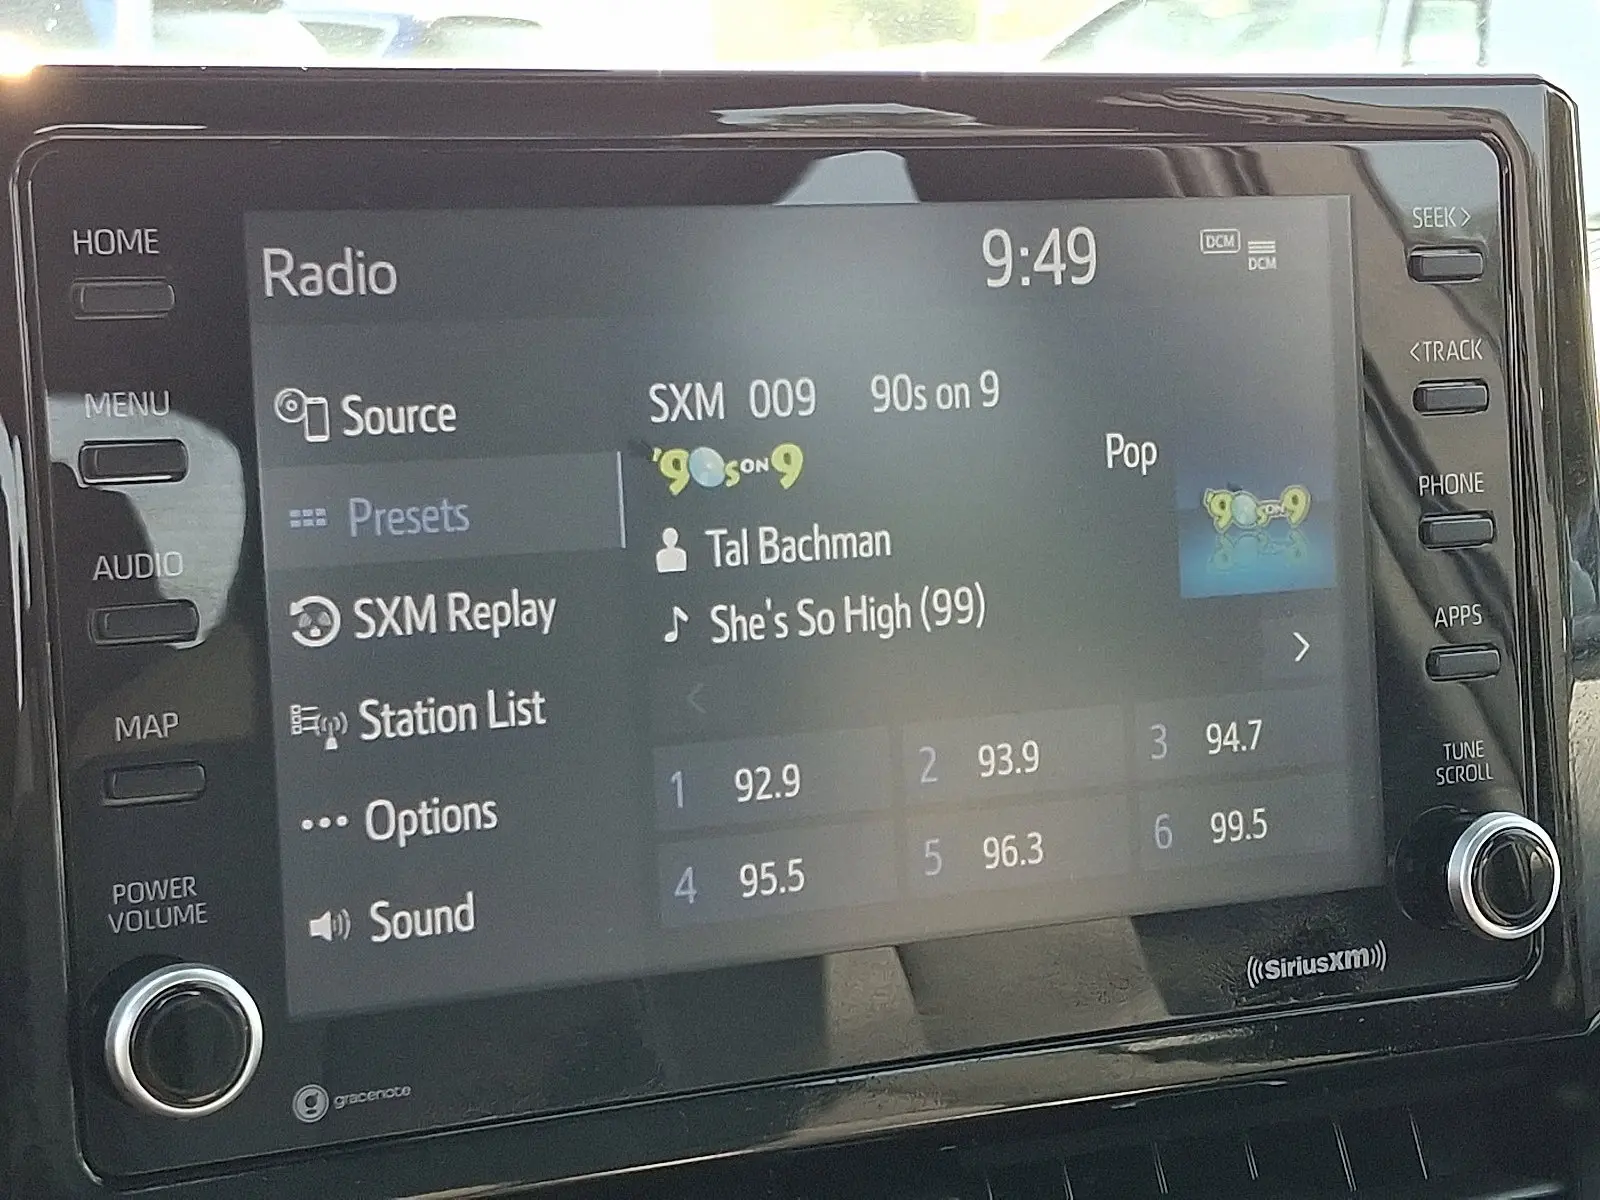 HOME
MENU
AUDIO
MAP
POWER
VOLUME
Radio
9:49
DCM
DCM
Source
Presets
SXM Replay
Station List
Options
Sound
SXM 009 90s on 9
'90s ON 9
Pop
'90s ON 9
Tal Bachman
She's So High (99)
1 92.9
2 93.9
3 94.7
4 95.5
5 96.3
6 99.5
SEEK>
<TRACK
PHONE
APPS
TUNE
SCROLL
SiriusXm
gracenote